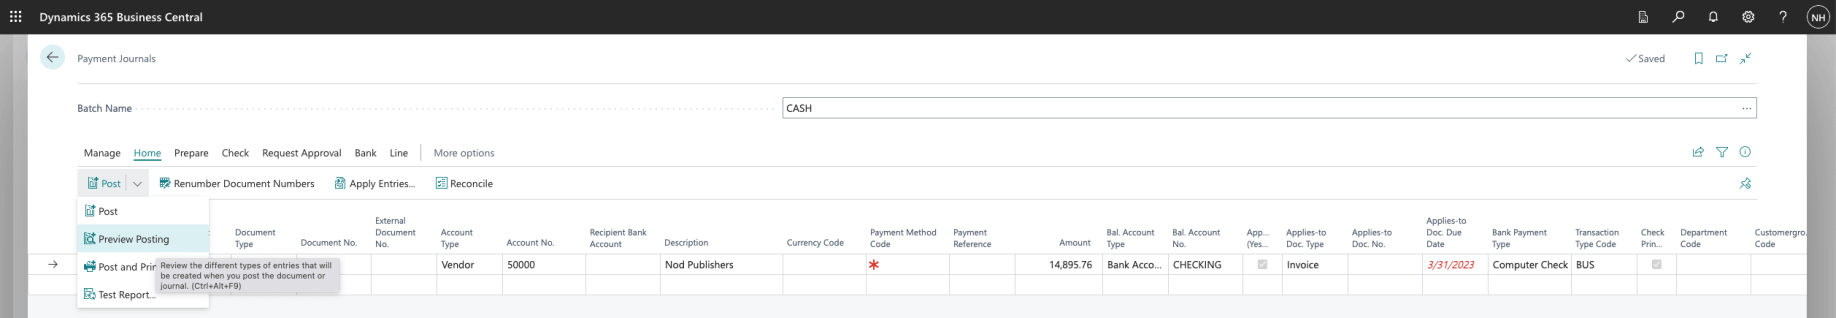 Dynamics 365 Business Central
NH
Payment Journals
Saved
Batch Name
CASH
Manage Home Prepare Check Request Approval Bank Line More options
Post Renumber Document Numbers Apply Entries... Reconcile
Post
Preview Posting
Post and Prin
Test Report...
Review the different types of entries that will
be created when you post the document or
journal. (Ctrl+Alt+F9)
Document
Type
Document No.
External
Document
No.
Account
Type
Account No.
Recipient Bank
Account
Description
Currency Code
Payment Method
Code
Payment
Reference
Amount
Bal. Account
Type
Bal. Account
No.
App...
(Yes...
Applies-to
Doc. Type
Applies-to
Doc. No.
Applies-to
Doc. Due
Date
Bank Payment
Type
Transaction
Type Code
Check
Prin...
Department
Code
Customergro...
Code
Vendor 50000 Nod Publishers 14,895.76 Bank Acco... CHECKING Invoice 3/31/2023 Computer Check BUS